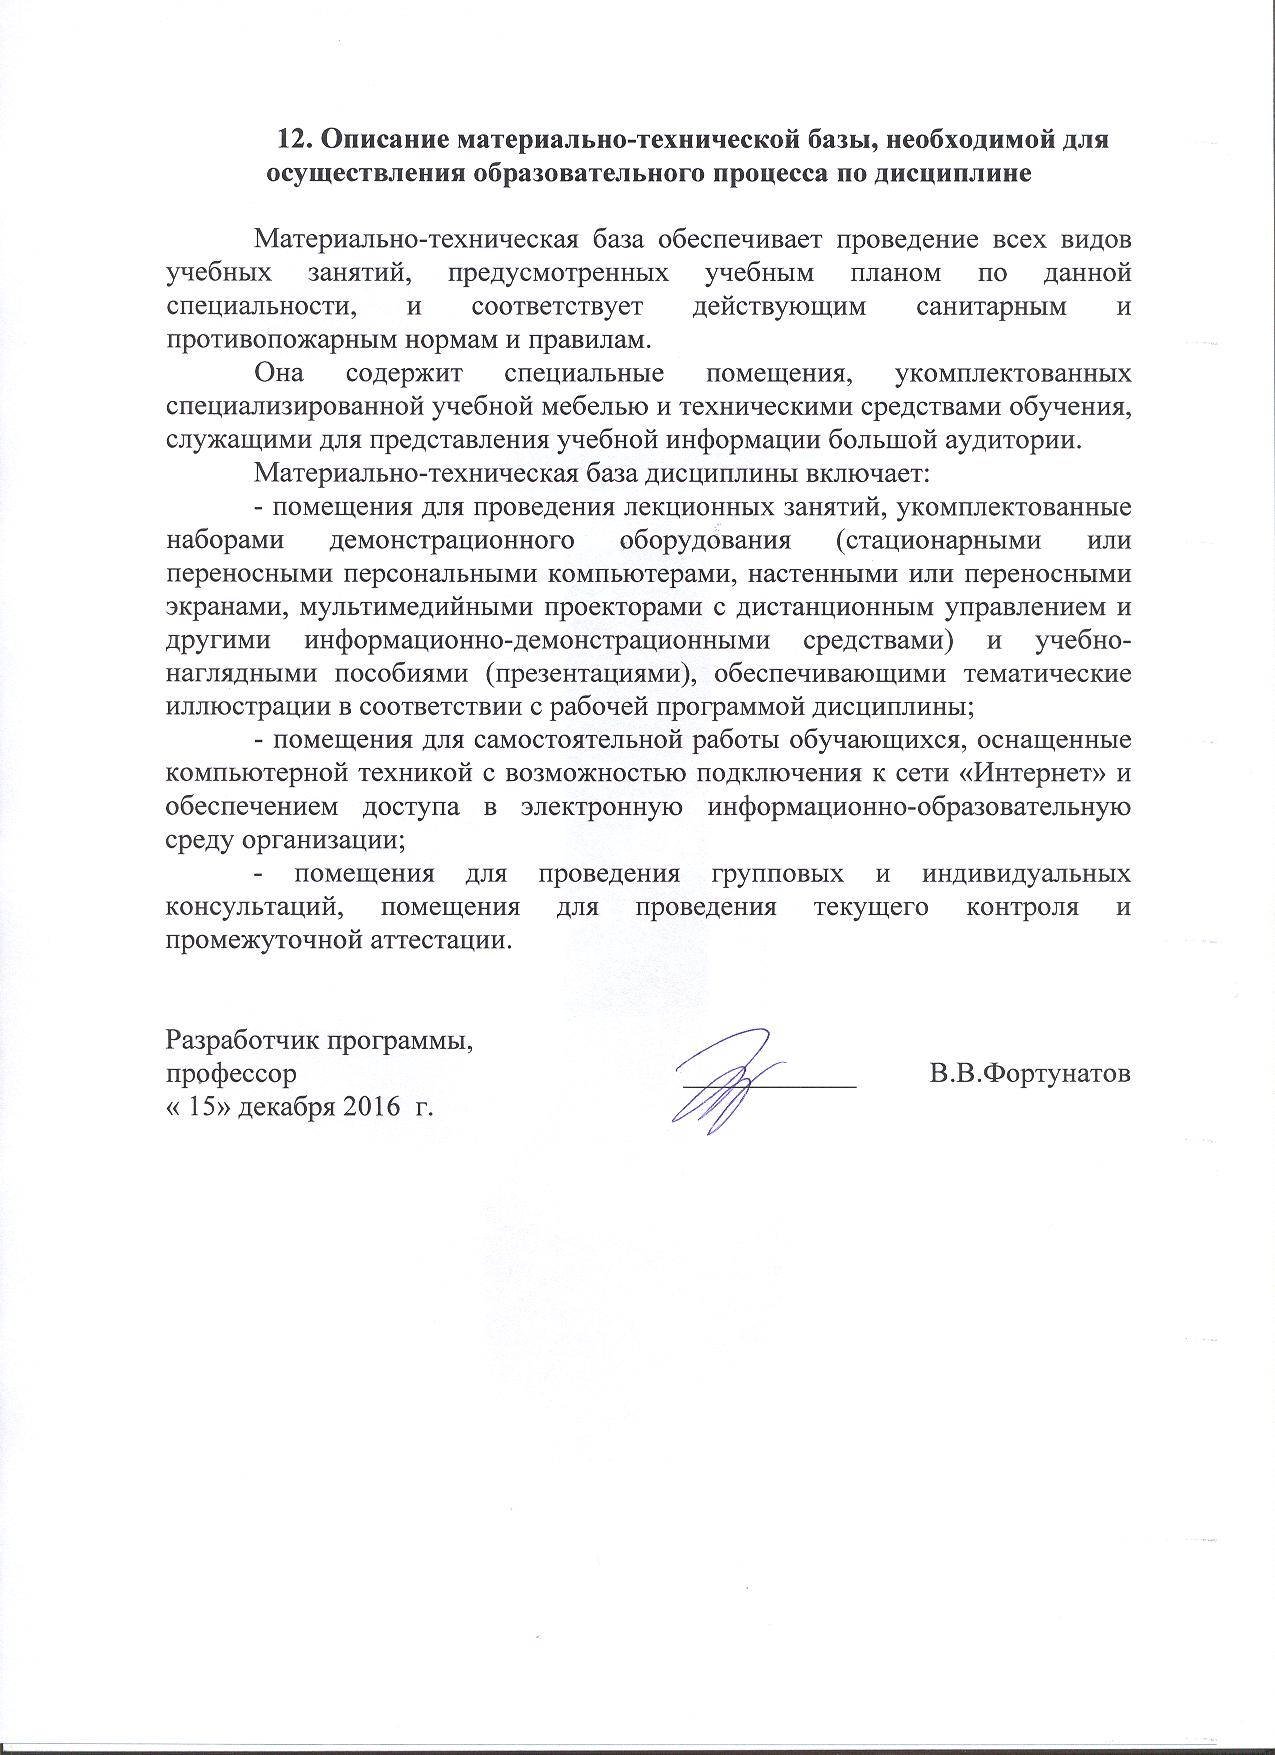 12. Описание материально-технической базы, необходимой для
осуществления образовательного процесса по дисциплине
Материально-техническая база обеспечивает проведение всех видов
учебных занятий, предусмотренных учебным планом по данной
специальности, и соответствует действующим санитарным и
противопожарным нормам и правилам.
Она содержит специальные помещения, укомплектованных
специализированной учебной мебелью и техническими средствами обучения,
служащими для представления учебной информации большой аудитории.
Материально-техническая база дисциплины включает:
- помещения для проведения лекционных занятий, укомплектованные
наборами демонстрационного оборудования (стационарными или
переносными персональными компьютерами, настенными или переносными
экранами, мультимедийными проекторами с дистанционным управлением и
другими информационно-демонстрационными средствами) и учебно-
наглядными пособиями (презентациями), обеспечивающими тематические
иллюстрации в соответствии с рабочей программой дисциплины;
- помещения для самостоятельной работы обучающихся, оснащенные
компьютерной техникой с возможностью подключения к сети «Интернет» и
обеспечением доступа в электронную информационно-образовательную
среду организации;
- помещения для проведения групповых и индивидуальных
консультаций, помещения для проведения текущего контроля и
промежуточной аттестации.
Разработчик программы,
профессор _____________ В.В.Фортунатов
« 15» декабря 2016 г.